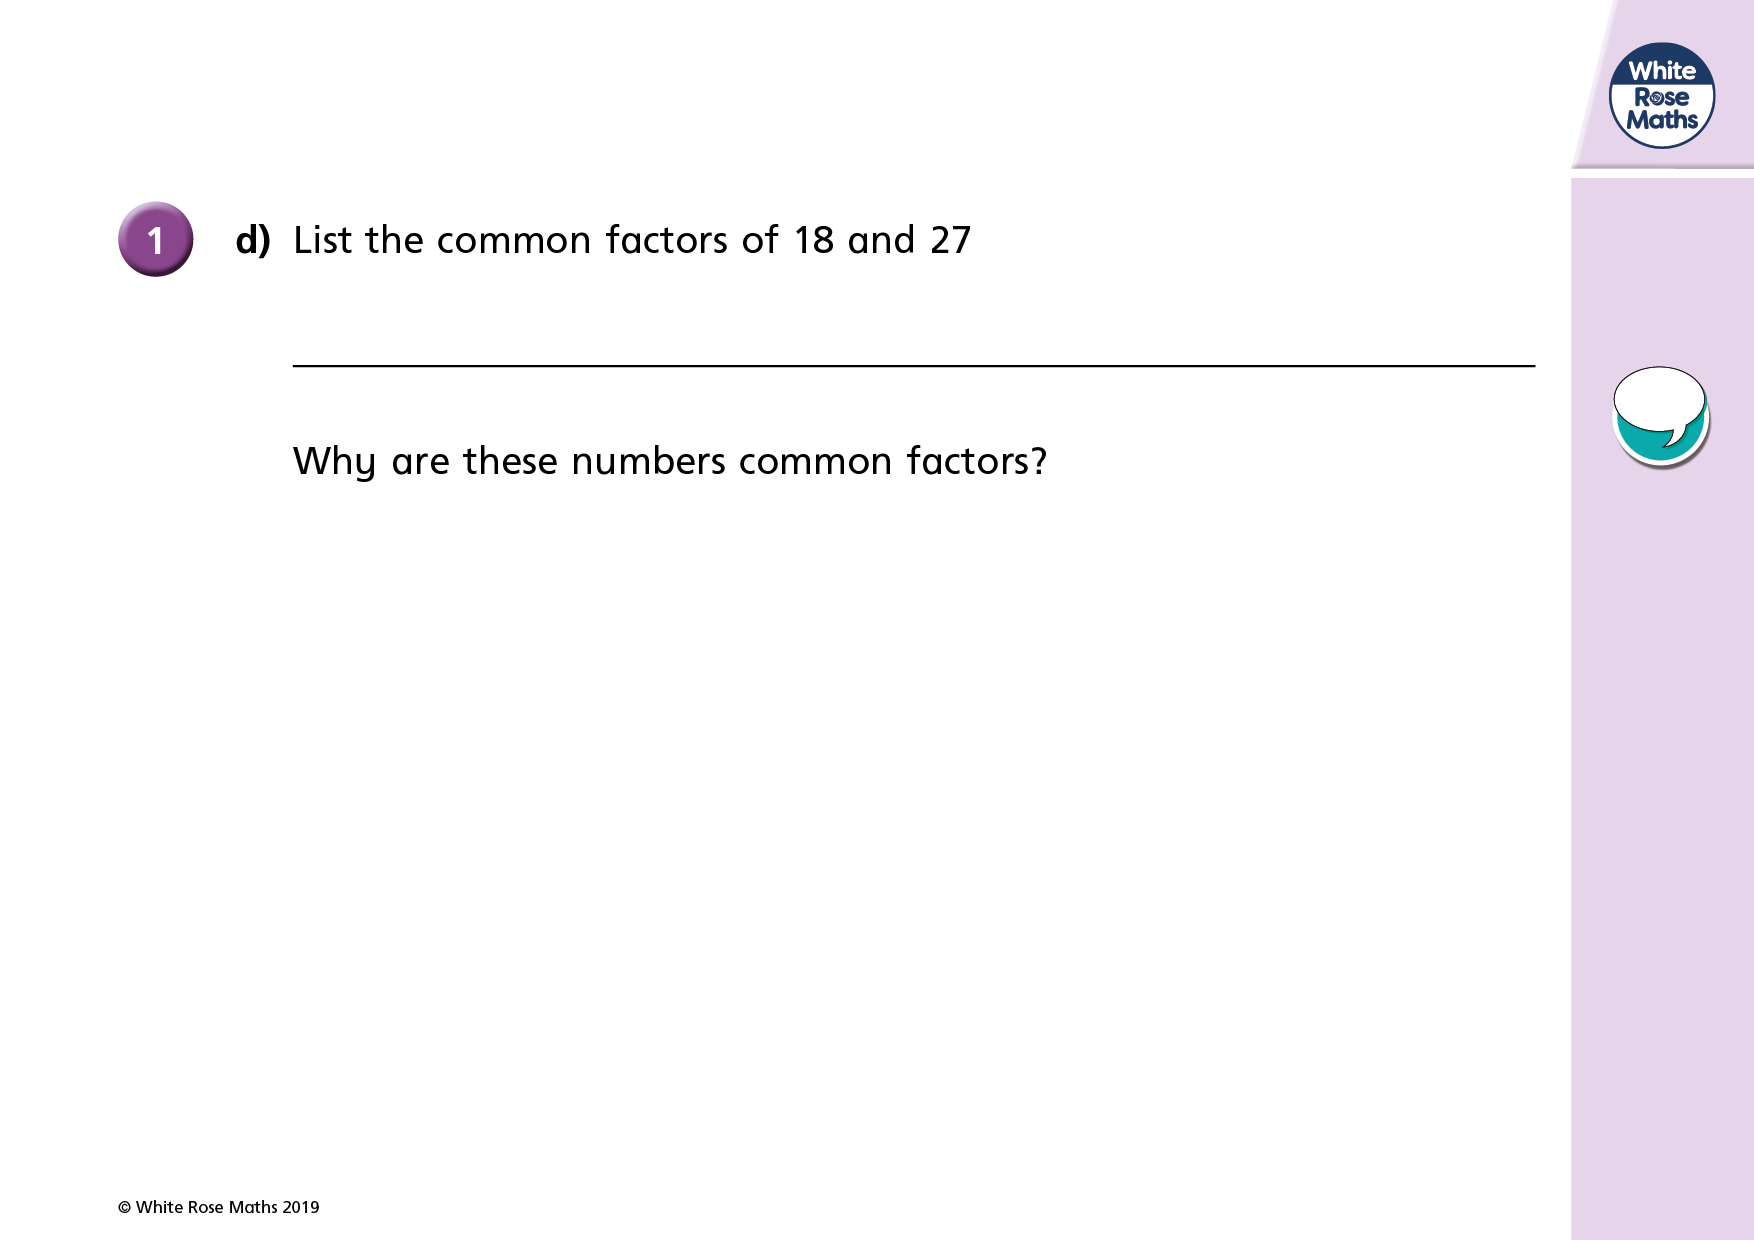 White
Rose
Maths
1 d) List the common factors of 18 and 27
Why are these numbers common factors?
© White Rose Maths 2019